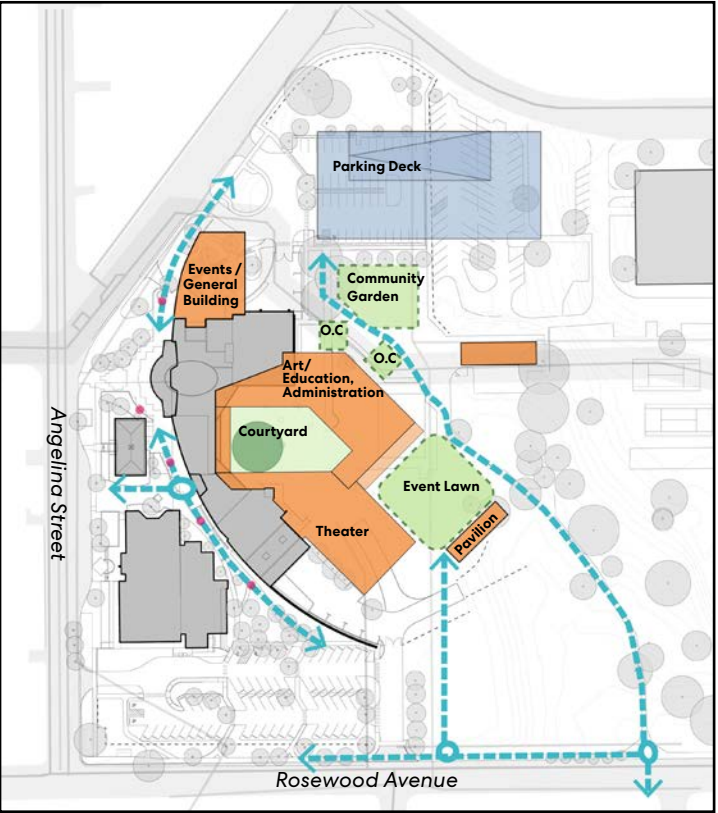 Parking Deck
Events /
General
Building
Community
Garden
O.C
O.C
Art/
Education,
Administration
Courtyard
Event Lawn
Theater
Pavilion
Angelina Street
Rosewood Avenue